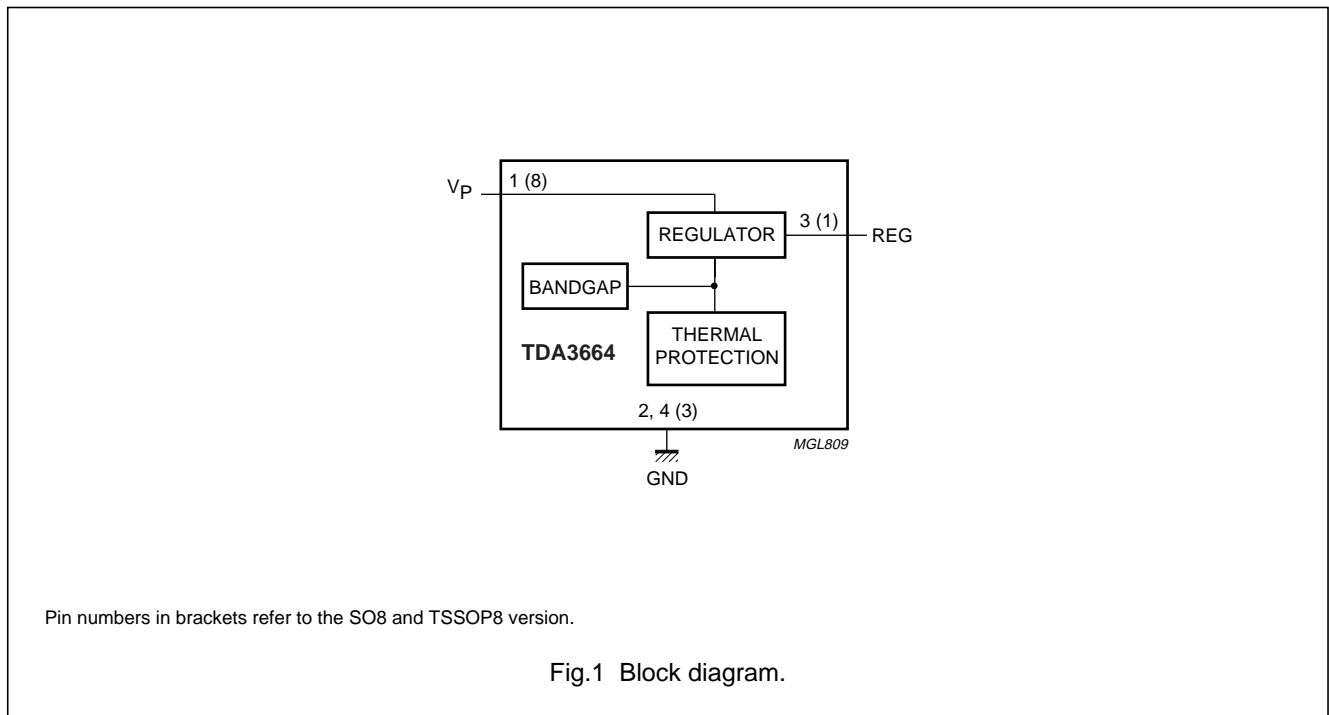 VP
1 (8)
REGULATOR
3 (1)
REG
BANDGAP
THERMAL
PROTECTION
TDA3664
2, 4 (3)
MGL809
GND
Pin numbers in brackets refer to the SO8 and TSSOP8 version.
Fig.1 Block diagram.